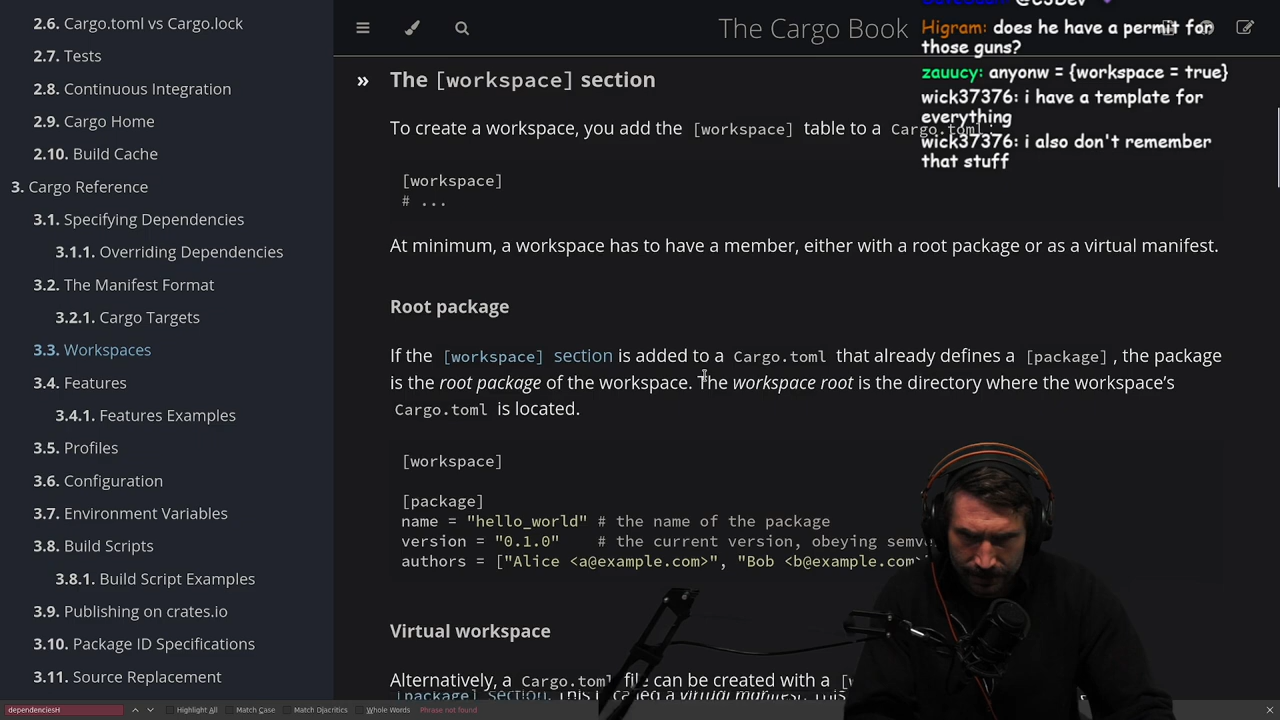 2.6. Cargo.toml vs Cargo.lock
2.7. Tests
2.8. Continuous Integration
2.9. Cargo Home
2.10. Build Cache
3. Cargo Reference
3.1. Specifying Dependencies
3.1.1. Overriding Dependencies
3.2. The Manifest Format
3.2.1. Cargo Targets
3.3. Workspaces
3.4. Features
3.4.1. Features Examples
3.5. Profiles
3.6. Configuration
3.7. Environment Variables
3.8. Build Scripts
3.8.1. Build Script Examples
3.9. Publishing on crates.io
3.10. Package ID Specifications
3.11. Source Replacement
The Cargo Book
» The [workspace] section
To create a workspace, you add the [workspace] table to a Cargo.toml:
[workspace]
# ...
At minimum, a workspace has to have a member, either with a root package or as a virtual manifest.
Root package
If the [workspace] section is added to a Cargo.toml that already defines a [package], the package
is the root package of the workspace. The workspace root is the directory where the workspace's
Cargo.toml is located.
[workspace]
[package]
name = "hello_world" # the name of the package
version = "0.1.0" # the current version, obeying semv
authors = ["Alice <a@example.com>", "Bob <b@example.com
Virtual workspace
Alternatively, a Cargo.toml file can be created with a [w
[package] section. This is called a virtual manifest. This
Higram: does he have a permit for
those guns?
zauucy: anyonw = {workspace = true}
wick37376: i have a template for
everything
wick37376: i also don't remember
that stuff
dependenciesH
Highlight All
Match Case
Match Diacritics
Whole Words
Phrase not found